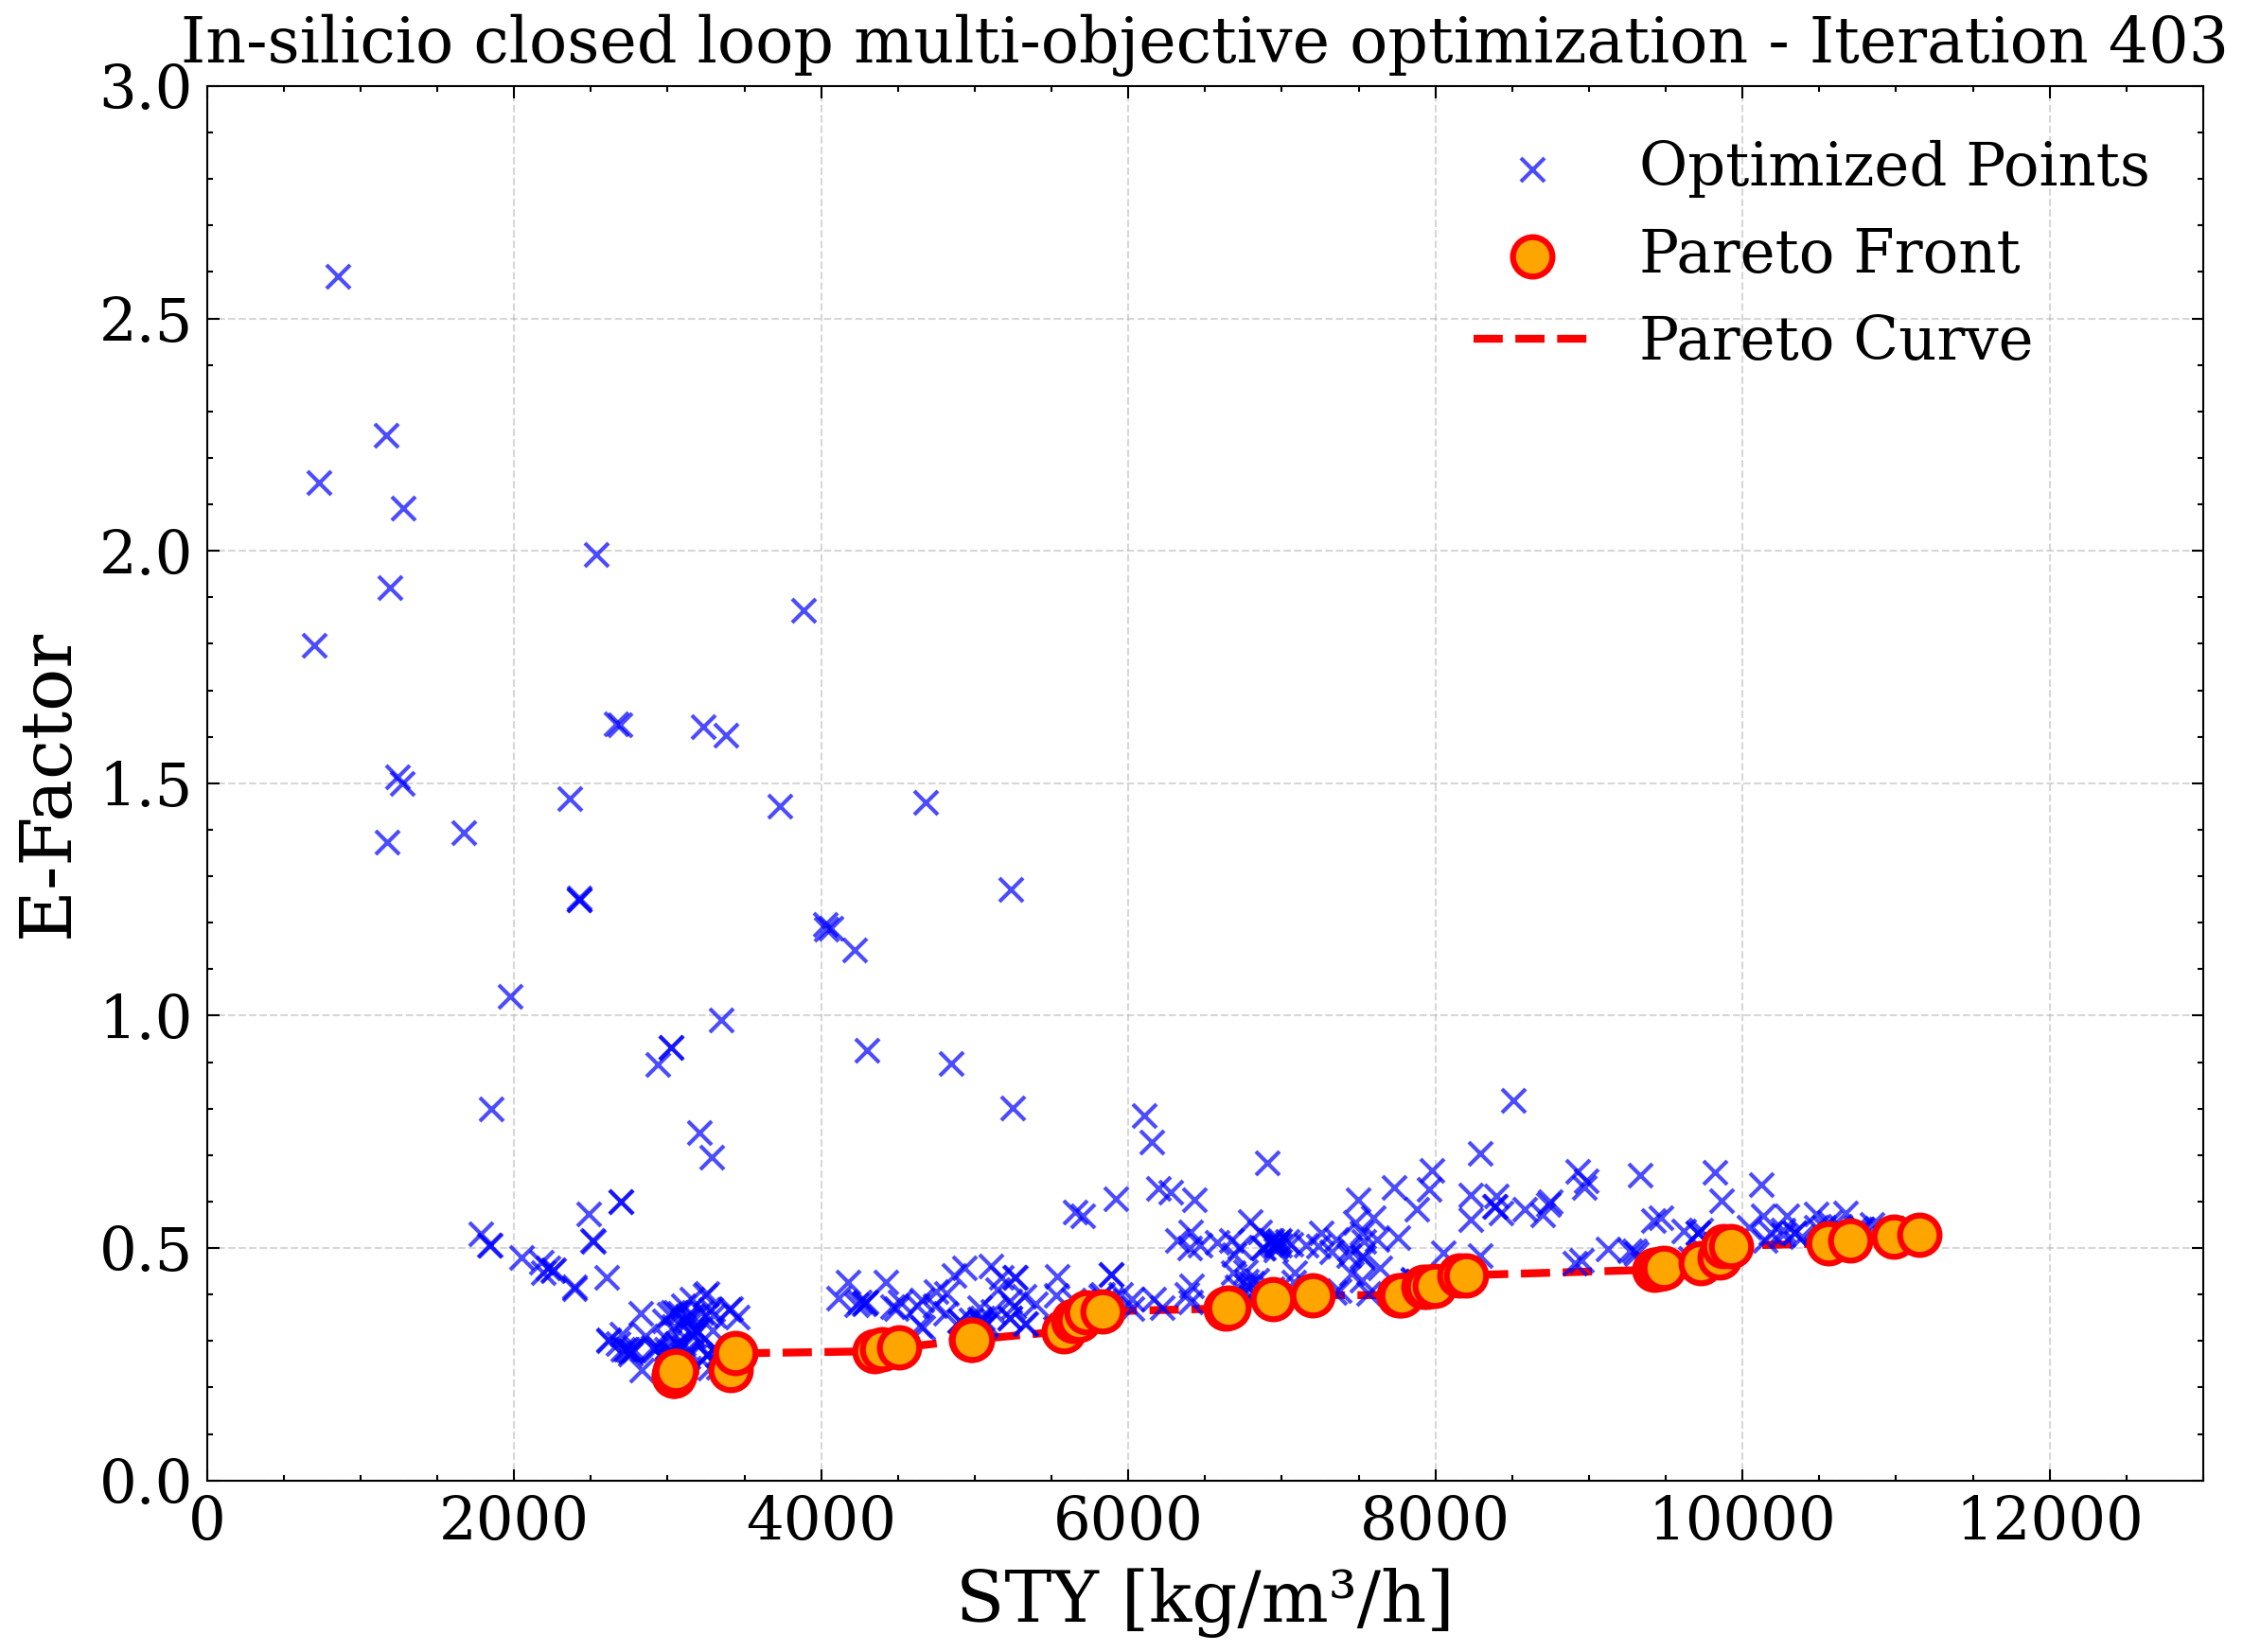 In-silicio closed loop multi-objective optimization - Iteration 403
Optimized Points
Pareto Front
Pareto Curve
E-Factor
3.0
2.5
2.0
1.5
1.0
0.5
0.0
0 2000 4000 6000 8000 10000 12000
STY [kg/m³/h]